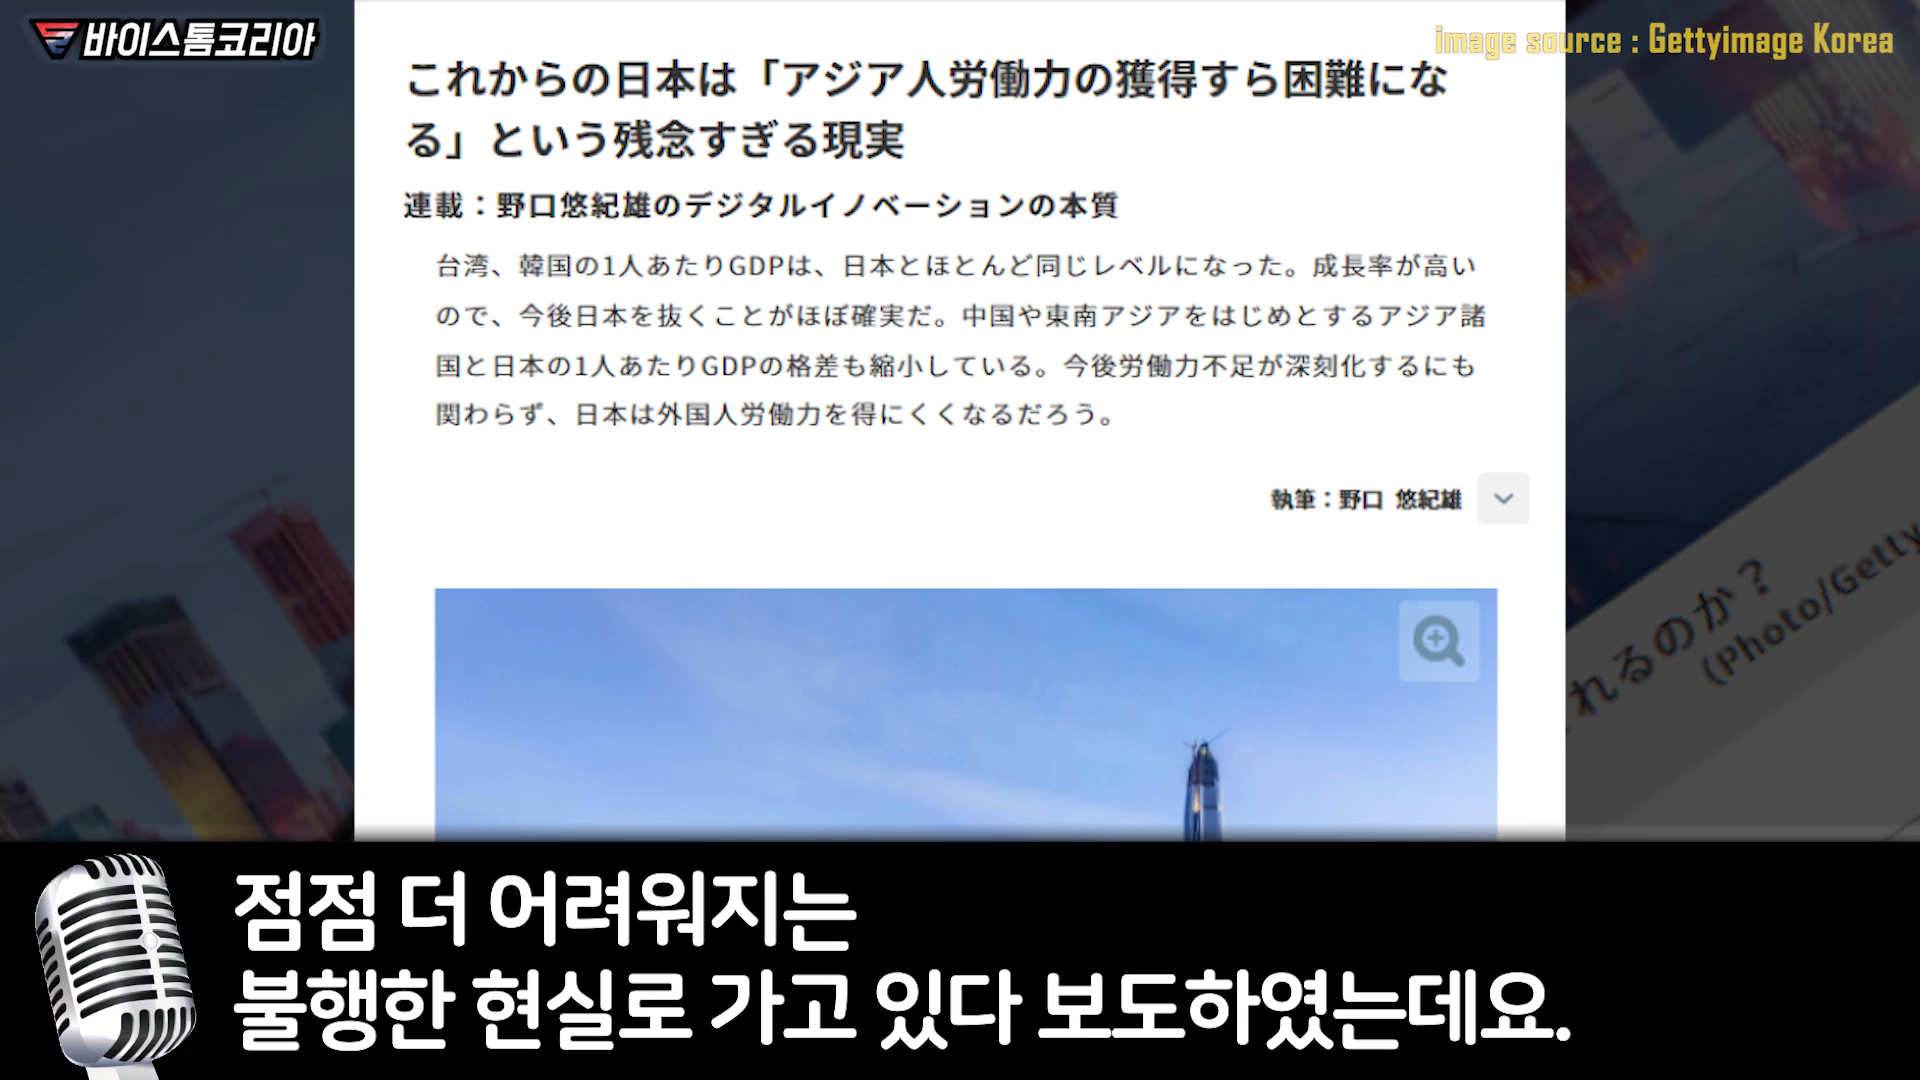 바이스톰코리아
image source : Gettyimage Korea
これからの日本は「アジア人労働力の獲得すら困難にな
る」という残念すぎる現実
連載：野口悠紀雄のデジタルイノベーションの本質
台湾、韓国の1人あたりGDPは、日本とほとんど同じレベルになった。成長率が高い
ので、今後日本を抜くことがほぼ確実だ。中国や東南アジアをはじめとするアジア諸
国と日本の1人あたりGDPの格差も縮小している。今後労働力不足が深刻化するにも
関わらず、日本は外国人労働力を得にくくなるだろう。
執筆：野口 悠紀雄
れるのか？
(Photo/Getty
점점 더 어려워지는
불행한 현실로 가고 있다 보도하였는데요.